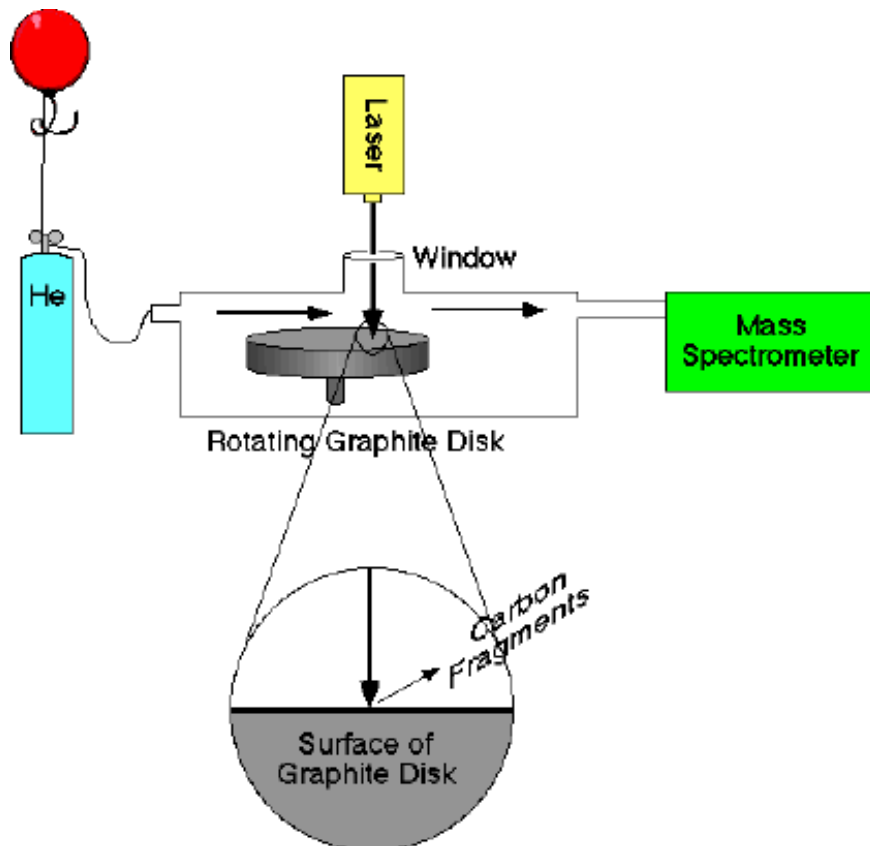 Laser
Window
He
Mass
Spectrometer
Rotating Graphite Disk
Carbon
Fragments
Surface of
Graphite Disk